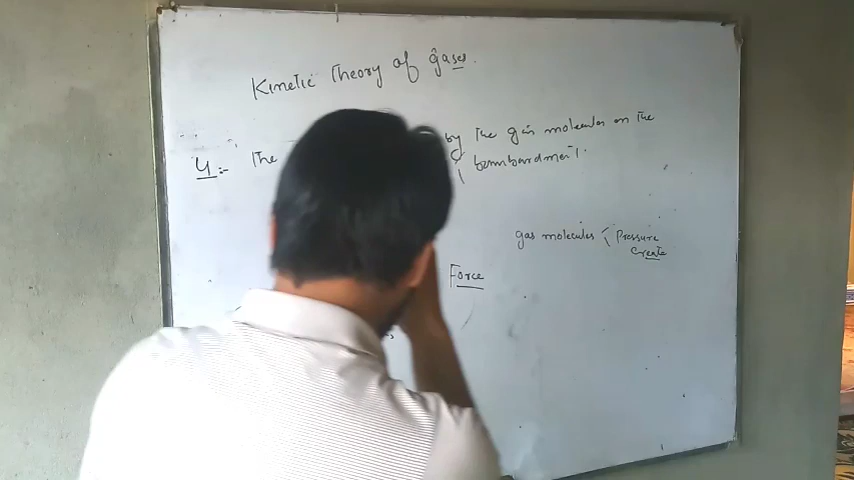 Kinetic Theory of gases.
4:- The by the gas molecules on the
bombardment.
gas molecules < Pressure
Create
Force